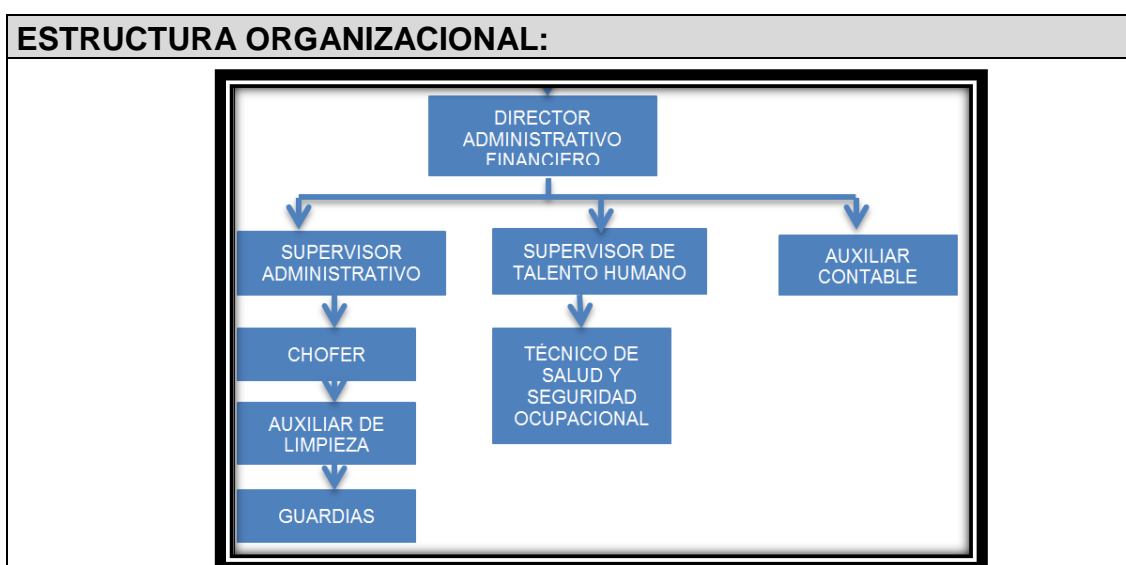 ESTRUCTURA ORGANIZACIONAL:
DIRECTOR
ADMINISTRATIVO
FINANCIERO
SUPERVISOR
ADMINISTRATIVO
SUPERVISOR DE
TALENTO HUMANO
AUXILIAR
CONTABLE
CHOFER
TÉCNICO DE
SALUD Y
SEGURIDAD
OCUPACIONAL
AUXILIAR DE
LIMPIEZA
GUARDIAS